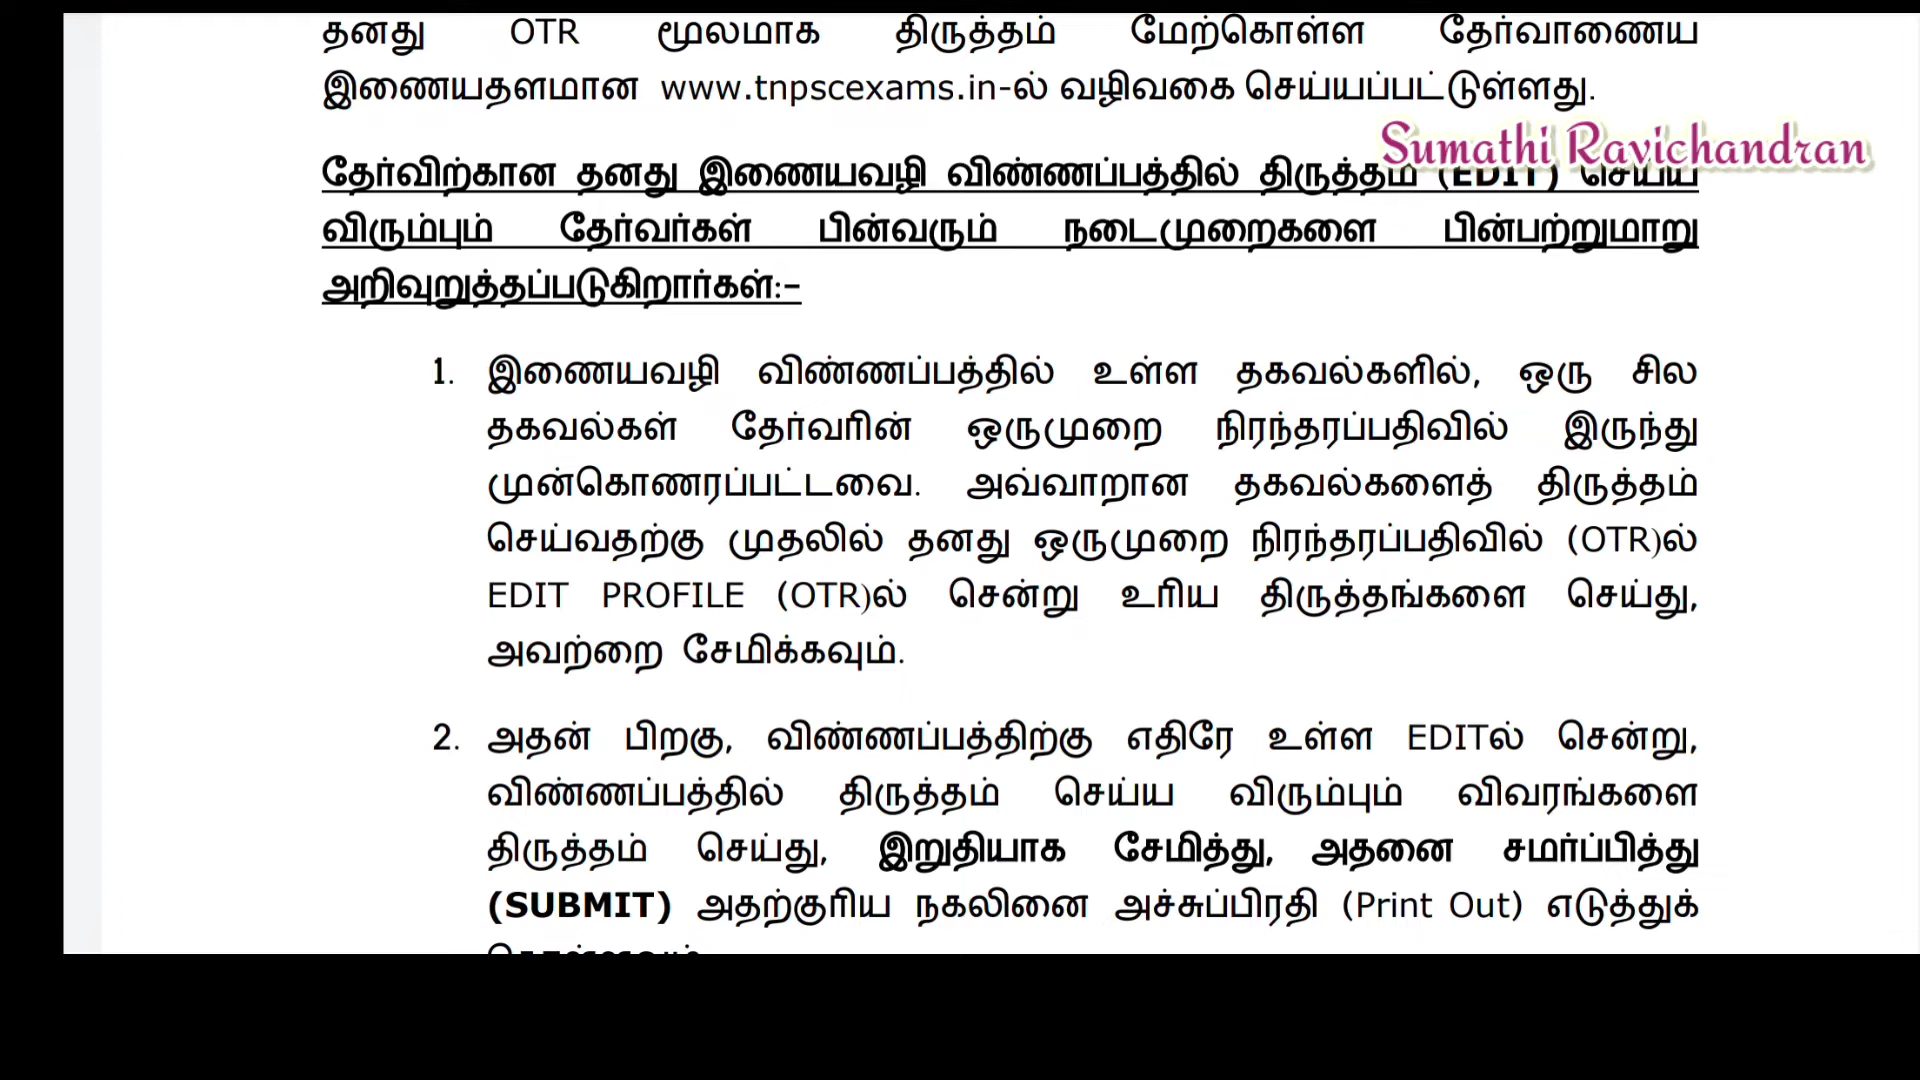 தனது OTR மூலமாக திருத்தம் மேற்கொள்ள தேர்வாணைய
இணையதளமான www.tnpscexams.in-ல் வழிவகை செய்யப்பட்டுள்ளது.
Sumathi Ravichandran
தேர்விற்கான தனது இணையவழி விண்ணப்பத்தில் திருத்தம் (EDIT) செய்ய
விரும்பும் தேர்வர்கள் பின்வரும் நடைமுறைகளை பின்பற்றுமாறு
அறிவுறுத்தப்படுகிறார்கள்:-
1. இணையவழி விண்ணப்பத்தில் உள்ள தகவல்களில், ஒரு சில
தகவல்கள் தேர்வரின் ஒருமுறை நிரந்தரப்பதிவில் இருந்து
முன்கொணரப்பட்டவை. அவ்வாறான தகவல்களைத் திருத்தம்
செய்வதற்கு முதலில் தனது ஒருமுறை நிரந்தரப்பதிவில் (OTR)ல்
EDIT PROFILE (OTR)ல் சென்று உரிய திருத்தங்களை செய்து,
அவற்றை சேமிக்கவும்.
2. அதன் பிறகு, விண்ணப்பத்திற்கு எதிரே உள்ள EDITல் சென்று,
விண்ணப்பத்தில் திருத்தம் செய்ய விரும்பும் விவரங்களை
திருத்தம் செய்து, இறுதியாக சேமித்து, அதனை சமர்ப்பித்து
(SUBMIT) அதற்குரிய நகலினை அச்சுப்பிரதி (Print Out) எடுத்துக்